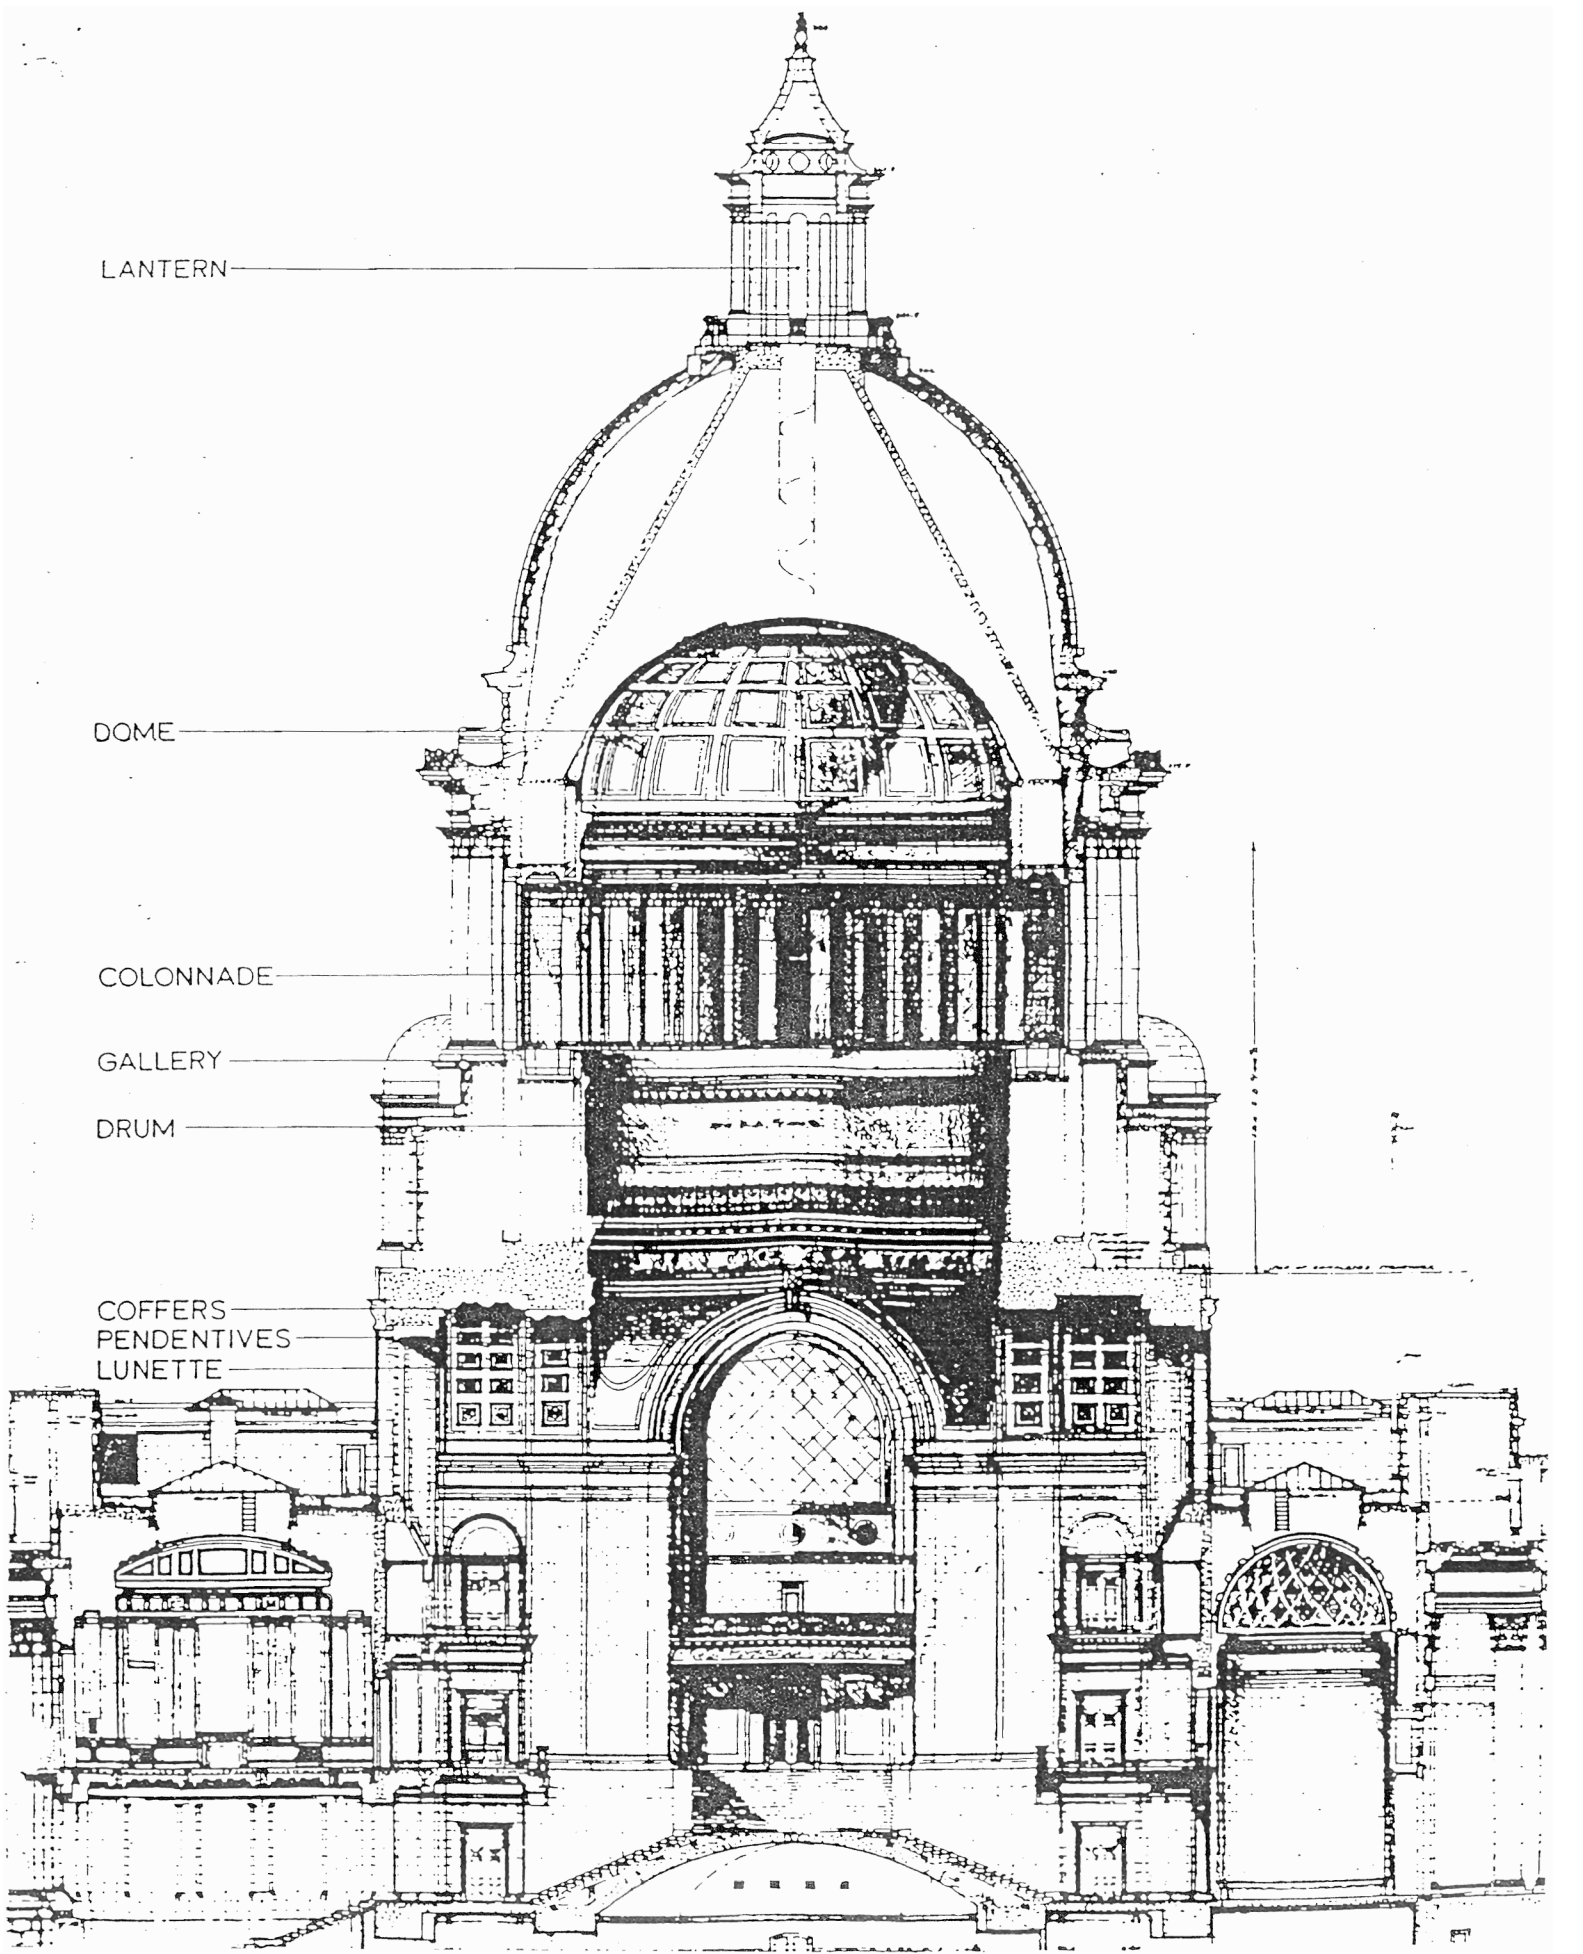 LANTERN
DOME
COLONNADE
GALLERY
DRUM
COFFERS
PENDENTIVES
LUNETTE